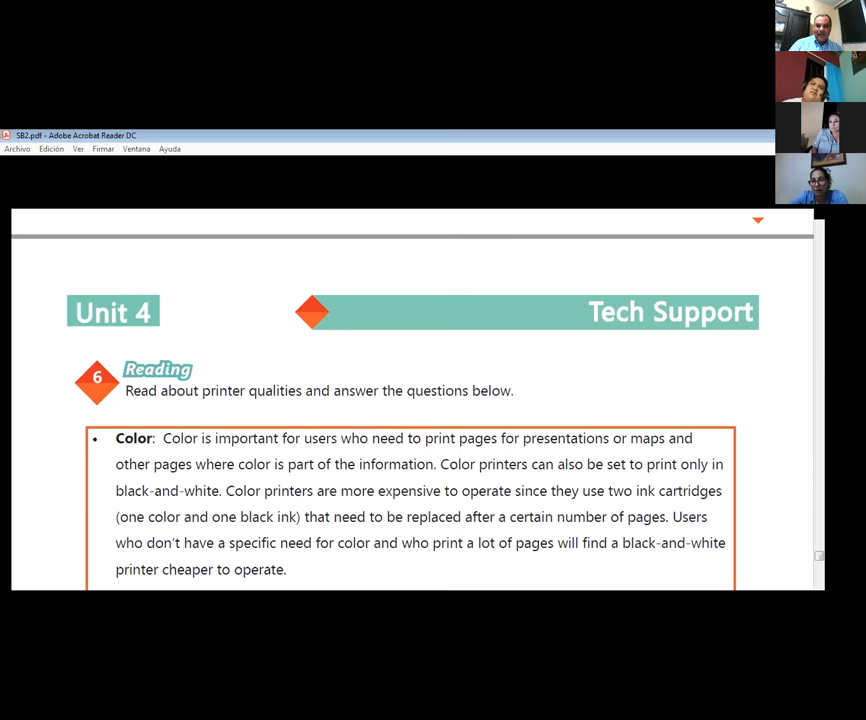 SB2.pdf - Adobe Acrobat Reader DC
Archivo Edición Ver Firmar Ventana Ayuda
Unit 4
Tech Support
6 Reading
Read about printer qualities and answer the questions below.
• Color: Color is important for users who need to print pages for presentations or maps and
other pages where color is part of the information. Color printers can also be set to print only in
black-and-white. Color printers are more expensive to operate since they use two ink cartridges
(one color and one black ink) that need to be replaced after a certain number of pages. Users
who don't have a specific need for color and who print a lot of pages will find a black-and-white
printer cheaper to operate.